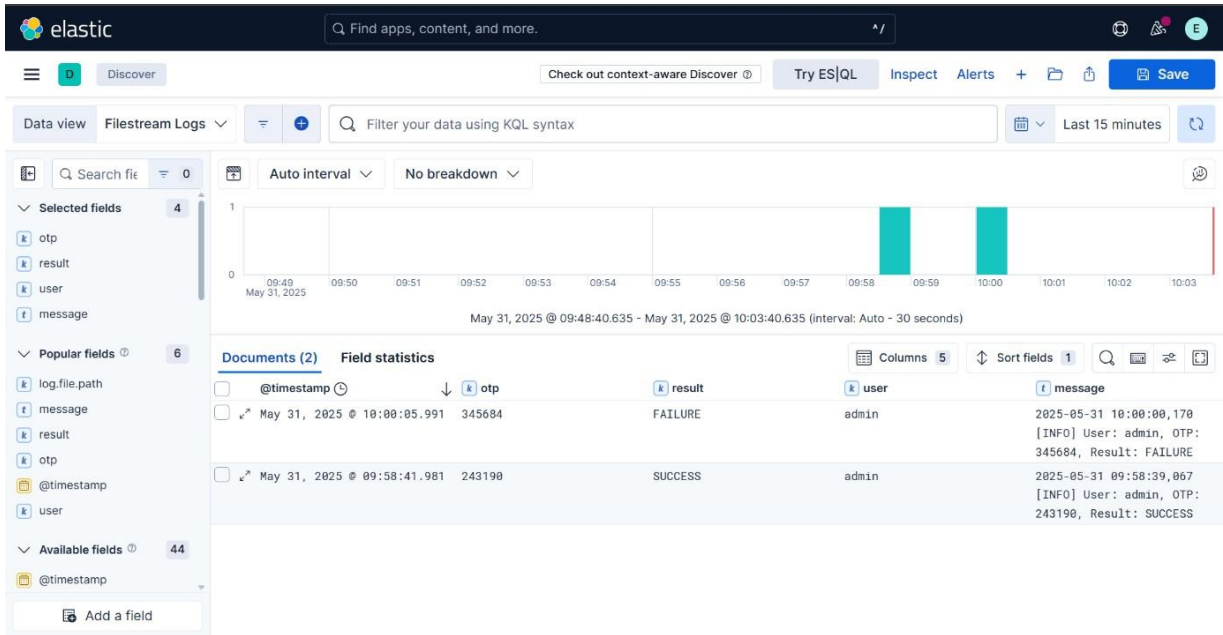 elastic
Find apps, content, and more.
^/
E
D
Discover
Check out context-aware Discover
Try ES|QL
Inspect
Alerts
+
Save
Data view
Filestream Logs
Filter your data using KQL syntax
Last 15 minutes
Search fie
0
Auto interval
No breakdown
Selected fields
4
k otp
k result
k user
t message
Popular fields
6
k log.file.path
t message
k result
k otp
@timestamp
k user
Available fields
44
@timestamp
Add a field
1
0
09:49 09:50 09:51 09:52 09:53 09:54 09:55 09:56 09:57 09:58 09:59 10:00 10:01 10:02 10:03
May 31, 2025
May 31, 2025 @ 09:48:40.635 - May 31, 2025 @ 10:03:40.635 (interval: Auto - 30 seconds)
Documents (2)
Field statistics
Columns 5
Sort fields 1
@timestamp k otp k result k user t message
May 31, 2025 @ 10:00:05.991 345684 FAILURE admin 2025-05-31 10:00:00,170
[INFO] User: admin, OTP:
345684, Result: FAILURE
May 31, 2025 @ 09:58:41.981 243190 SUCCESS admin 2025-05-31 09:58:39,067
[INFO] User: admin, OTP:
243190, Result: SUCCESS